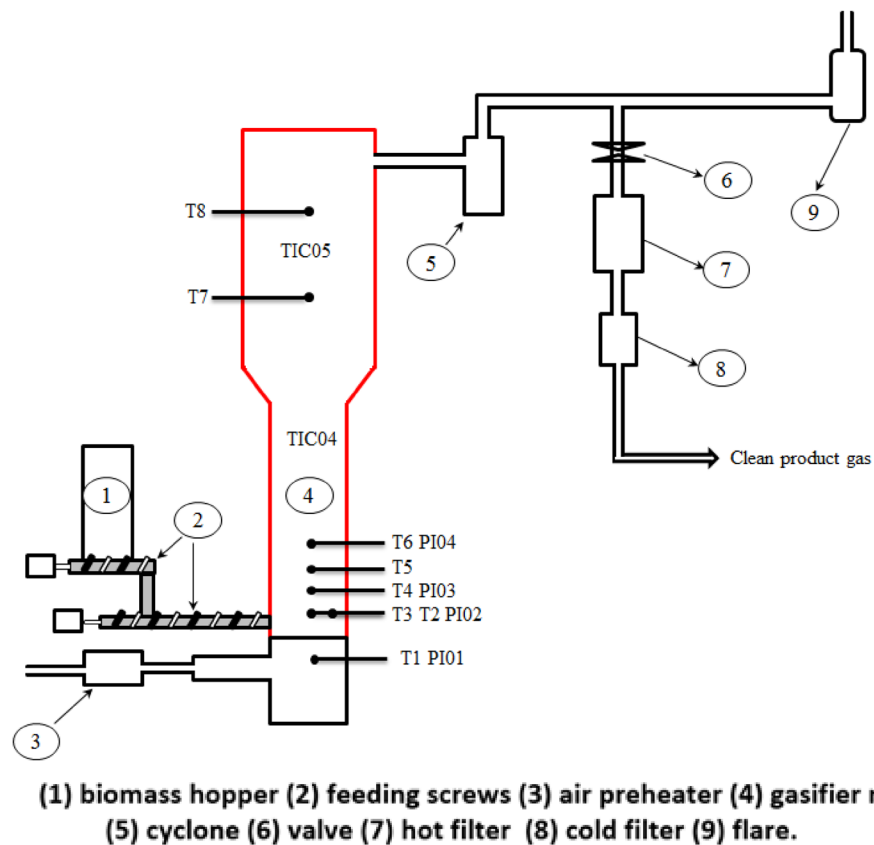 9
6
T8
5
TIC05
7
T7
8
TIC04
Clean product gas
1
4
2
T6 PI04
T5
T4 PI03
T3 T2 PI02
T1 PI01
3
(1) biomass hopper (2) feeding screws (3) air preheater (4) gasifier
(5) cyclone (6) valve (7) hot filter (8) cold filter (9) flare.